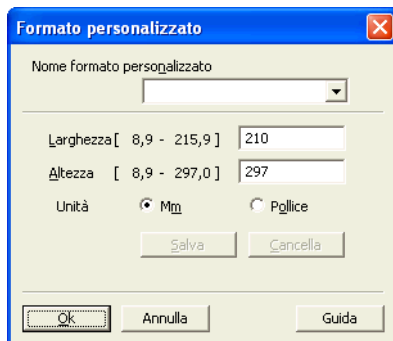 Formato personalizzato
Nome formato personalizzato
Larghezza[ 8,9 - 215,9 ] 210
Altezza [ 8,9 - 297,0 ] 297
Unità Mm Pollice
Salva Cancella
Ok Annulla Guida